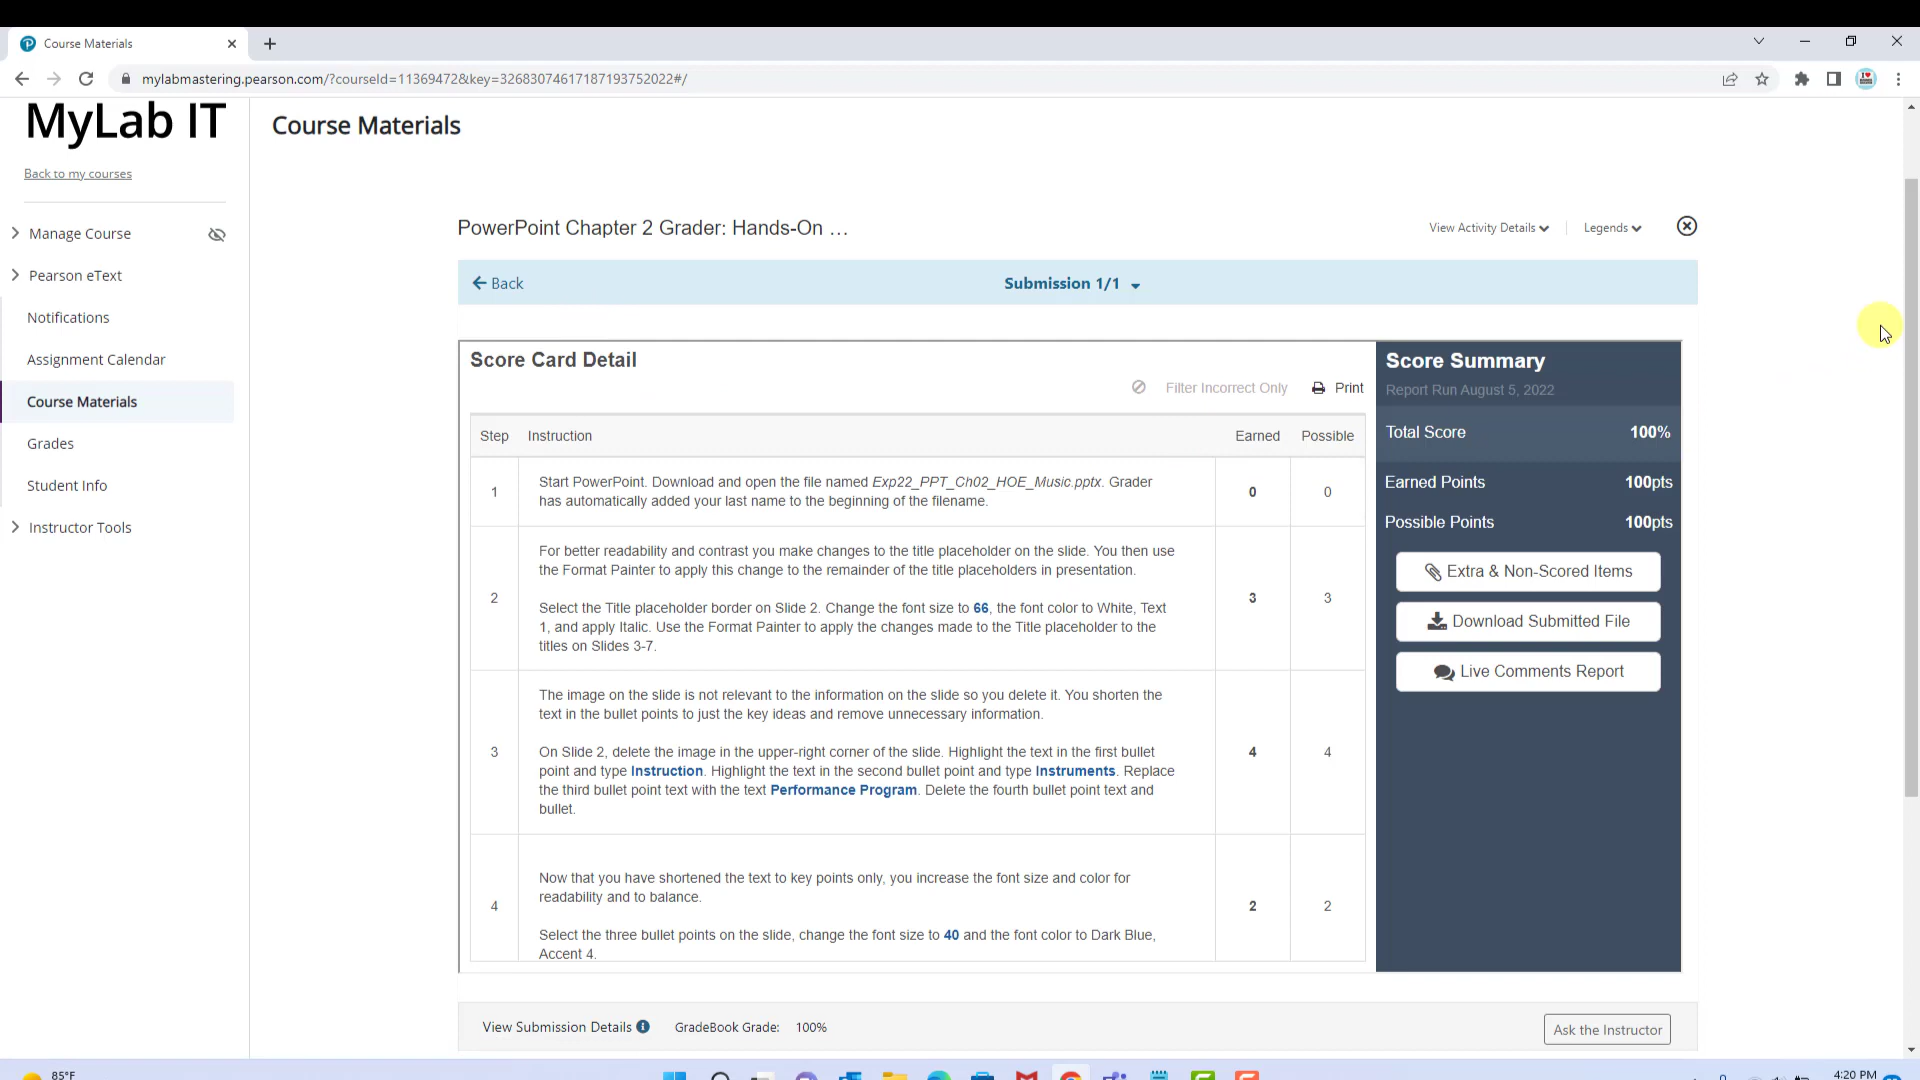 Course Materials
mylabmastering.pearson.com/?courseId=11369472&key=32683074617187193752022#/
MyLab IT
Back to my courses
Manage Course
Pearson eText
Notifications
Assignment Calendar
Course Materials
Grades
Student Info
Instructor Tools
Course Materials
PowerPoint Chapter 2 Grader: Hands-On ...
View Activity Details
Legends
Back
Submission 1/1
Score Card Detail
Filter Incorrect Only
Print
Step Instruction Earned Possible
1
Start PowerPoint. Download and open the file named Exp22_PPT_Ch02_HOE_Music.pptx. Grader
has automatically added your last name to the beginning of the filename.
0 0
2
For better readability and contrast you make changes to the title placeholder on the slide. You then use
the Format Painter to apply this change to the remainder of the title placeholders in presentation.
Select the Title placeholder border on Slide 2. Change the font size to 66, the font color to White, Text
1, and apply Italic. Use the Format Painter to apply the changes made to the Title placeholder to the
titles on Slides 3-7.
3 3
3
The image on the slide is not relevant to the information on the slide so you delete it. You shorten the
text in the bullet points to just the key ideas and remove unnecessary information.
On Slide 2, delete the image in the upper-right corner of the slide. Highlight the text in the first bullet
point and type Instruction. Highlight the text in the second bullet point and type Instruments. Replace
the third bullet point text with the text Performance Program. Delete the fourth bullet point text and
bullet.
4 4
4
Now that you have shortened the text to key points only, you increase the font size and color for
readability and to balance.
Select the three bullet points on the slide, change the font size to 40 and the font color to Dark Blue,
Accent 4.
2 2
Score Summary
Report Run August 5, 2022
Total Score 100%
Earned Points 100pts
Possible Points 100pts
Extra & Non-Scored Items
Download Submitted File
Live Comments Report
View Submission Details
GradeBook Grade: 100%
Ask the Instructor
85°F
4:20 PM